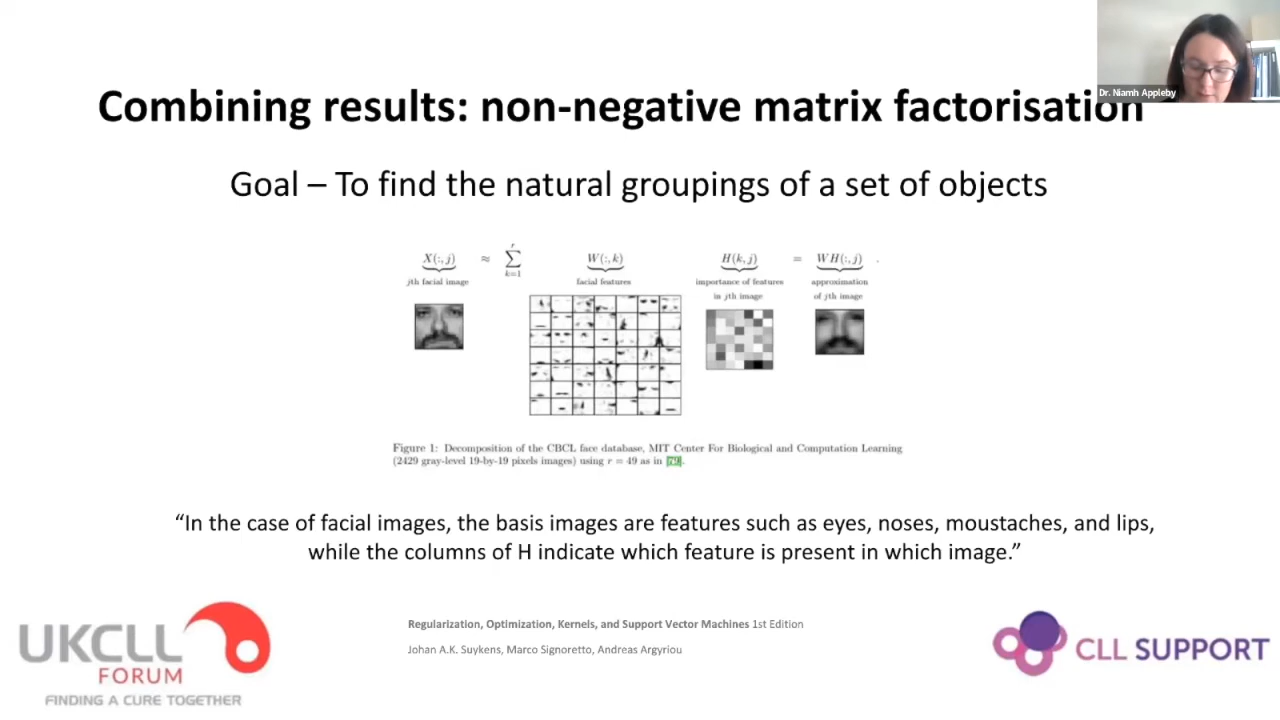 Dr. Niamh Appleby
Combining results: non-negative matrix factorisation
Goal – To find the natural groupings of a set of objects
X(:,j) ≈ r ∑ k=1 W(:,k) H(k,j) = WH(:,j) .
jth facial image facial features importance of features approximation
in jth image of jth image
Figure 1: Decomposition of the CBCL face database, MIT Center For Biological and Computation Learning
(2429 gray-level 19-by-19 pixels images) using r = 49 as in [79].
“In the case of facial images, the basis images are features such as eyes, noses, moustaches, and lips,
while the columns of H indicate which feature is present in which image.”
Regularization, Optimization, Kernels, and Support Vector Machines 1st Edition
Johan A.K. Suykens, Marco Signoretto, Andreas Argyriou
UKCLL
FORUM
FINDING A CURE TOGETHER
CLL SUPPORT